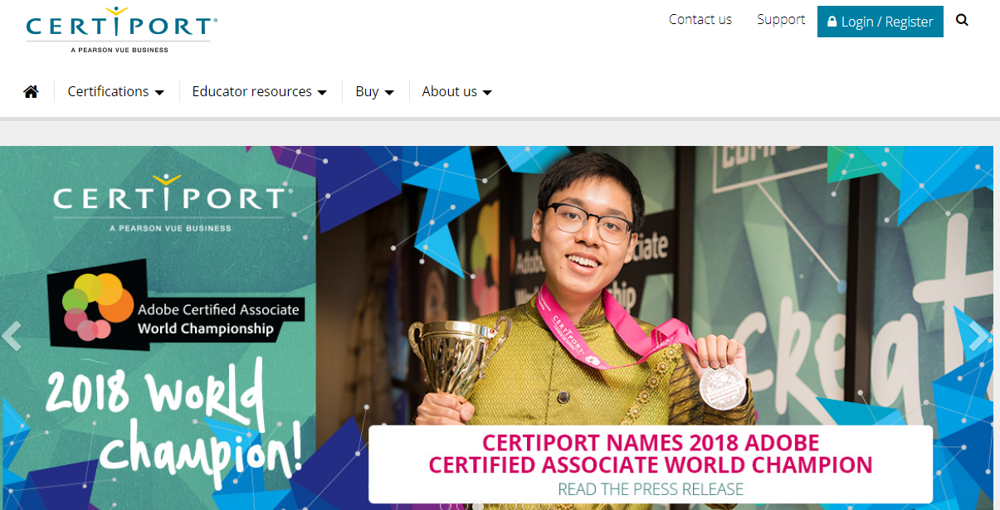 CERTIPORT®
A PEARSON VUE BUSINESS
Contact us
Support
Login / Register
Certifications
Educator resources
Buy
About us
CERTIPORT®
A PEARSON VUE BUSINESS
Adobe Certified Associate
World Championship
2018 World
champion!
CERTIPORT
CERTIPORT NAMES 2018 ADOBE
CERTIFIED ASSOCIATE WORLD CHAMPION
READ THE PRESS RELEASE